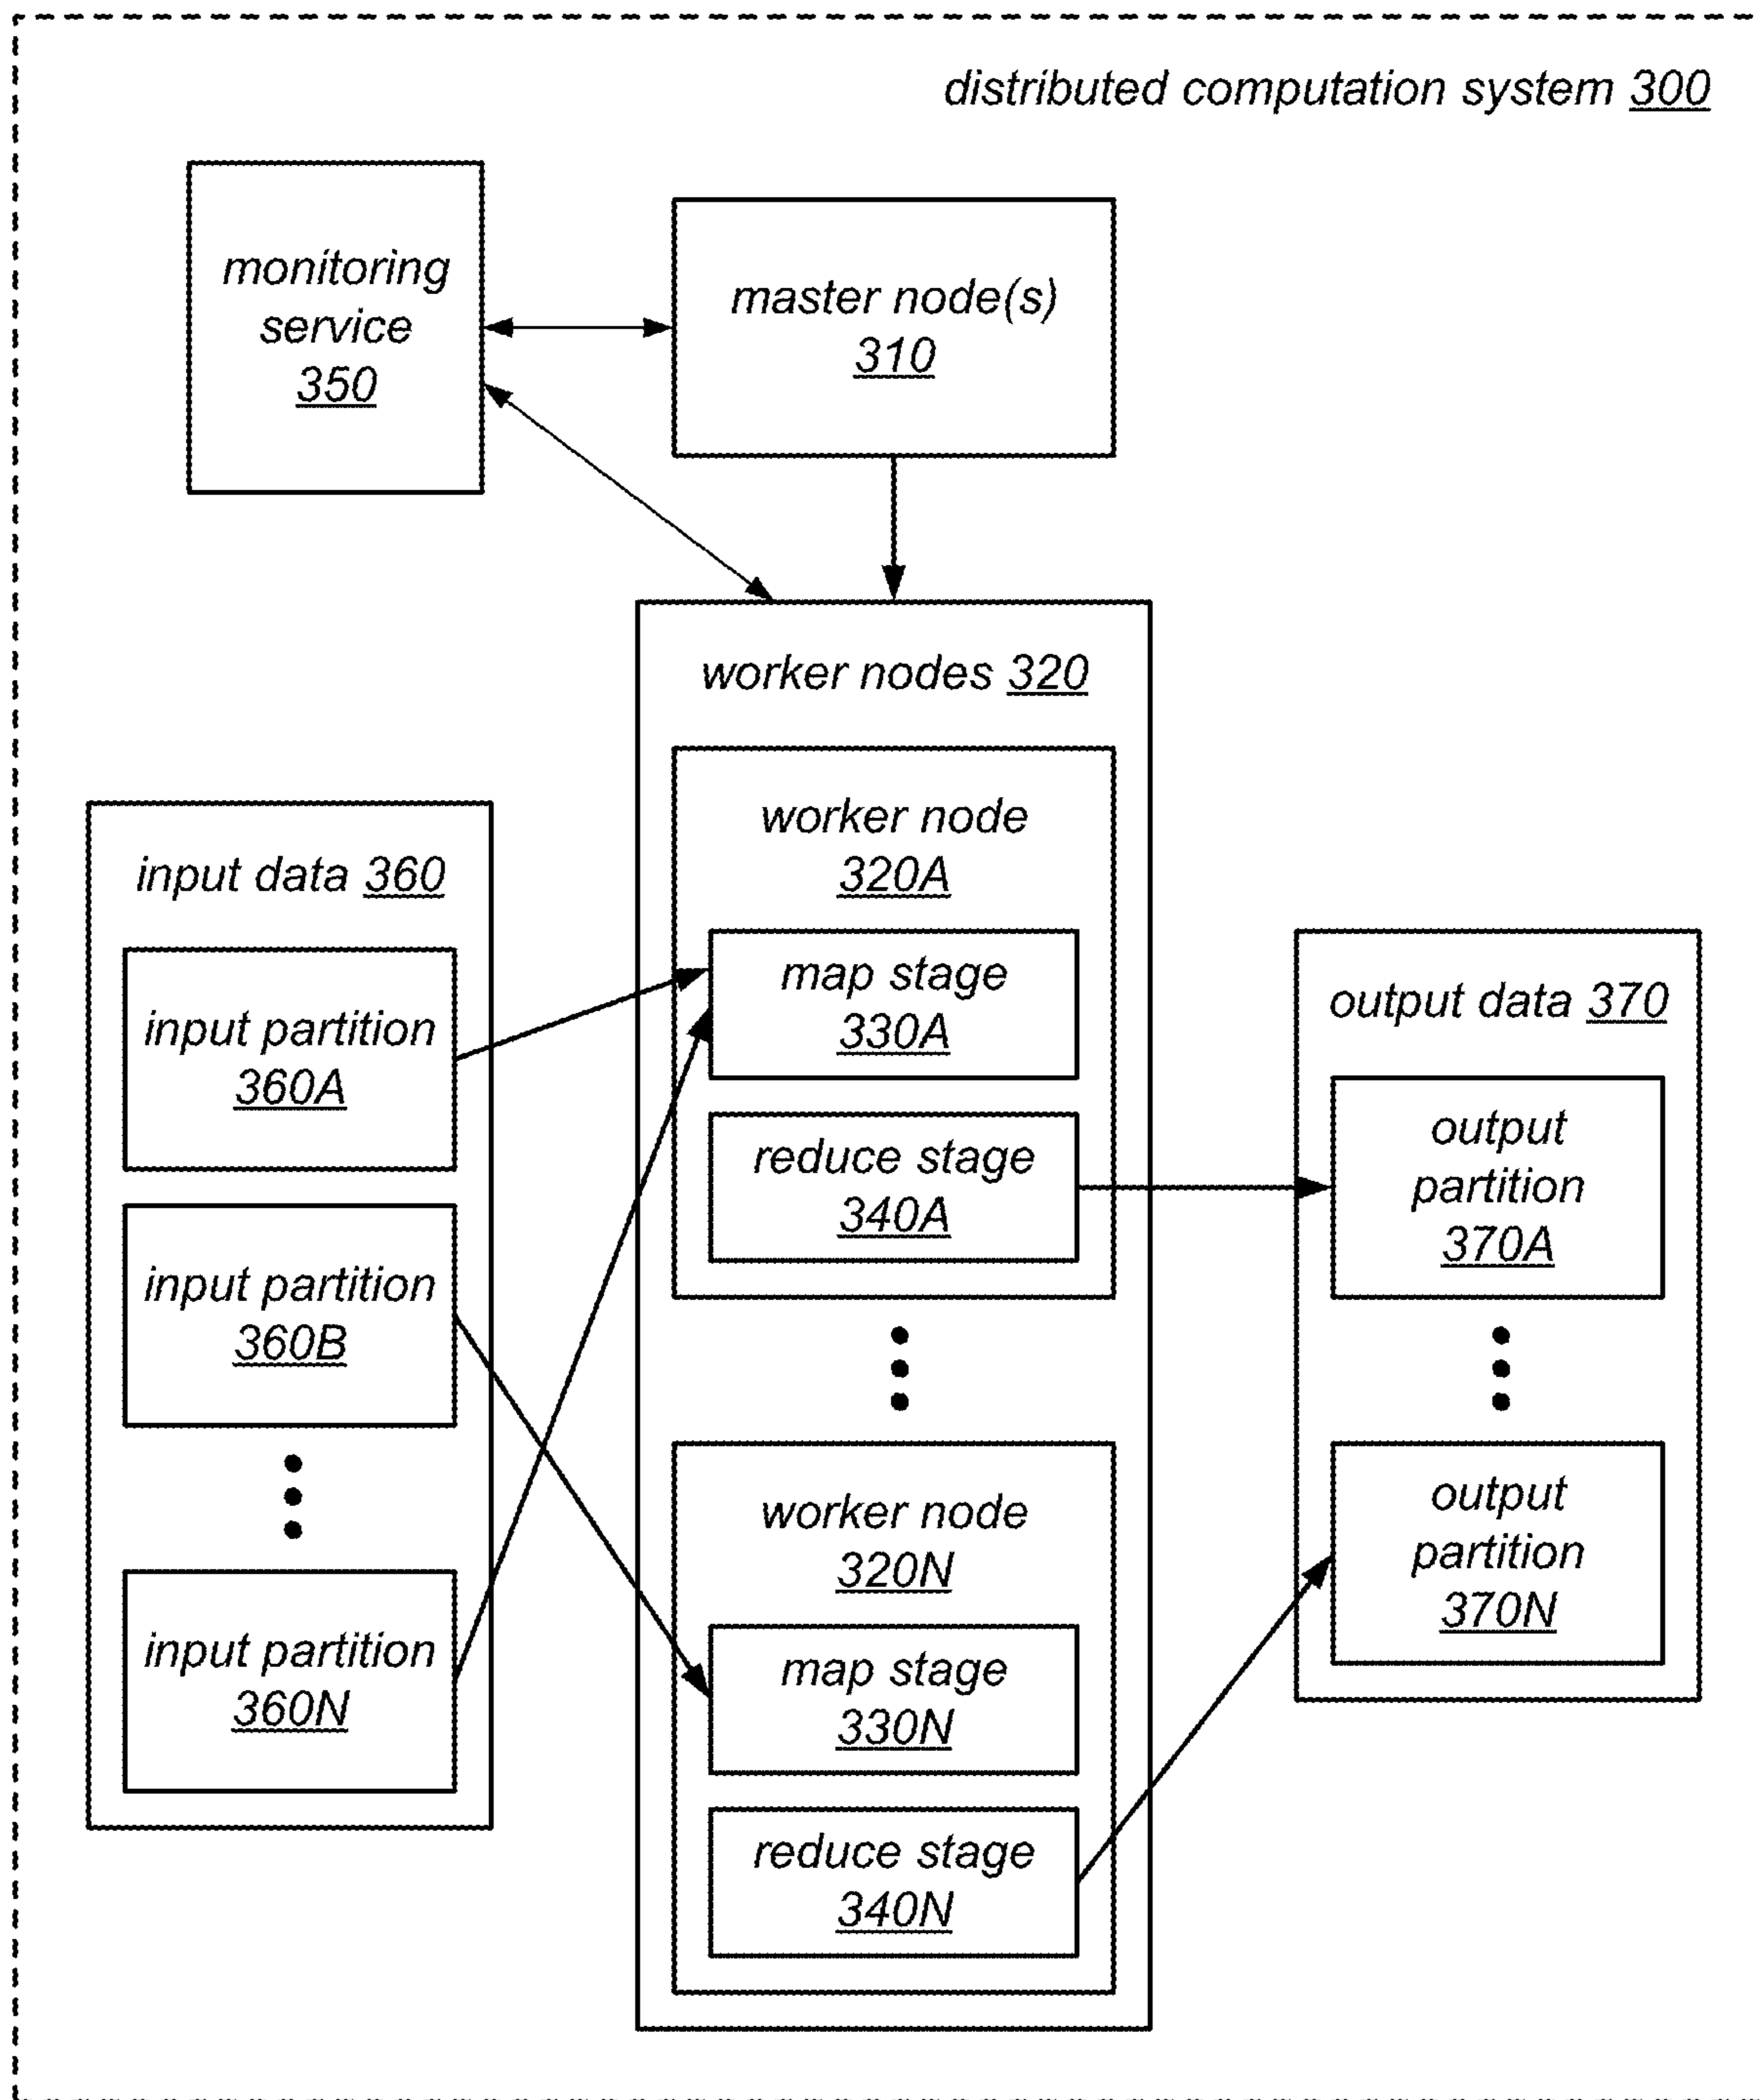 distributed computation system 300
monitoring
service
350
master node(s)
310
worker nodes 320
worker node
320A
map stage
330A
reduce stage
340A
worker node
320N
map stage
330N
reduce stage
340N
input data 360
input partition
360A
input partition
360B
input partition
360N
output data 370
output
partition
370A
output
partition
370N